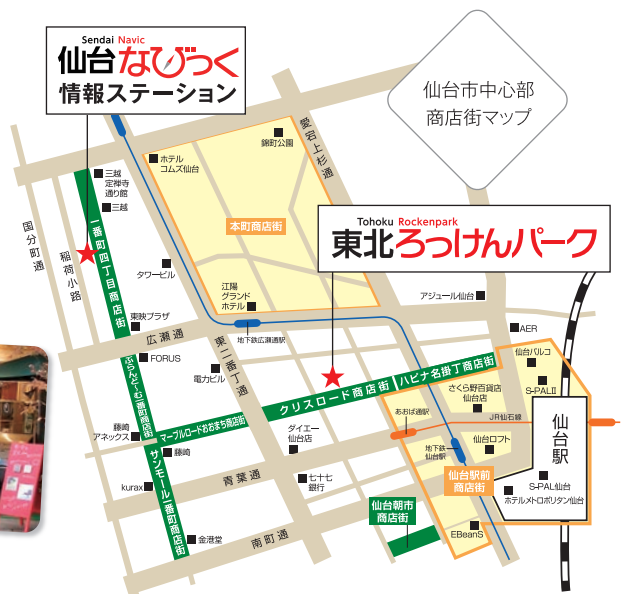 Sendai Navic
仙台なびっく
情報ステーション
仙台市中心部
商店街マップ
錦町公園
愛宕上杉通
ホテル
コムズ仙台
三越
定禅寺
通り館
三越
国分町通
稲荷小路
一番町四丁目商店街
本町商店街
Tohoku Rockenpark
東北ろっけんパーク
タワービル
江陽
グランド
ホテル
アジュール仙台
東映プラザ
広瀬通
地下鉄広瀬通駅
AER
FORUS
東二番丁通
仙台パルコ
ぶらんど〜む一番町商店街
電力ビル
クリスロード商店街
ハピナ名掛丁商店街
さくら野百貨店
仙台店
S-PALⅡ
藤崎
アネックス
マーブルロードおおまち商店街
あおば通駅
JR仙石線
仙台駅
ダイエー
仙台店
地下鉄
仙台駅
仙台ロフト
藤崎
サンモール一番町商店街
青葉通
仙台駅前
商店街
kurax
七十七
銀行
S-PAL仙台
ホテルメトロポリタン仙台
仙台朝市
商店街
金港堂
南町通
EBeanS